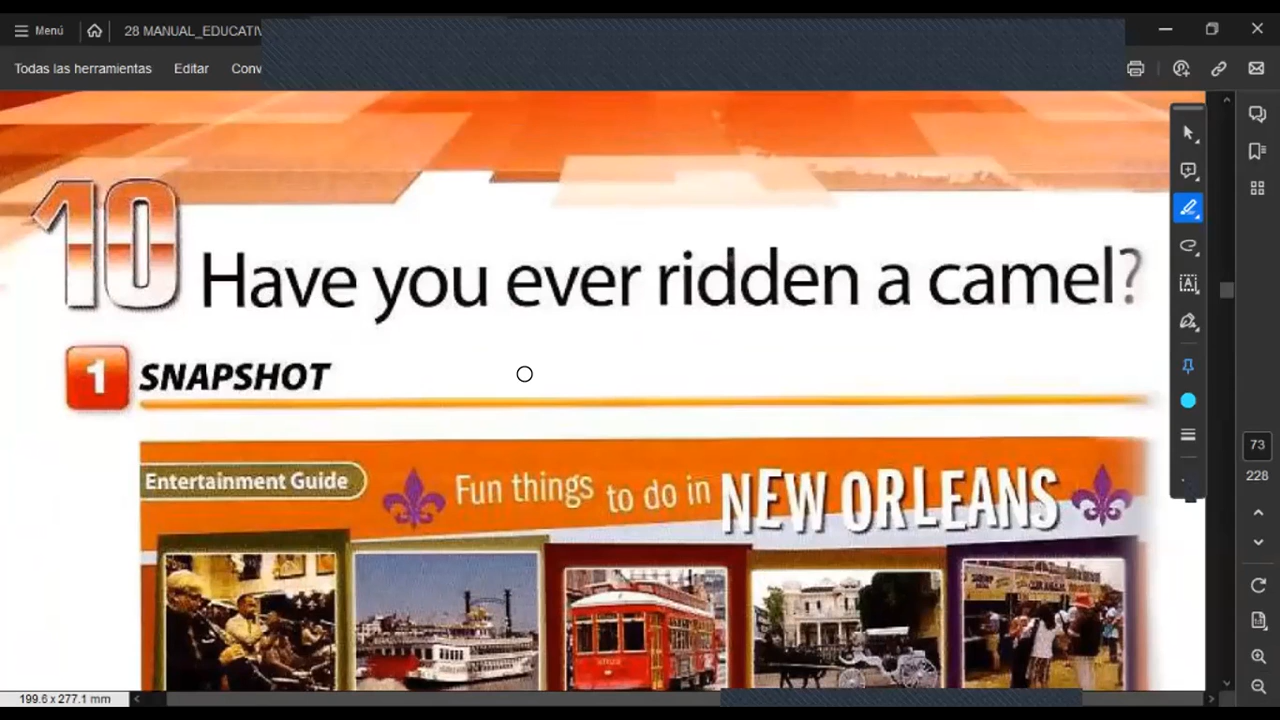 Menú
28 MANUAL_EDUCATIV
Todas las herramientas Editar Conv
10 Have you ever ridden a camel?
1 SNAPSHOT
Entertainment Guide
Fun things to do in NEW ORLEANS
73
228
199.6 x 277.1 mm